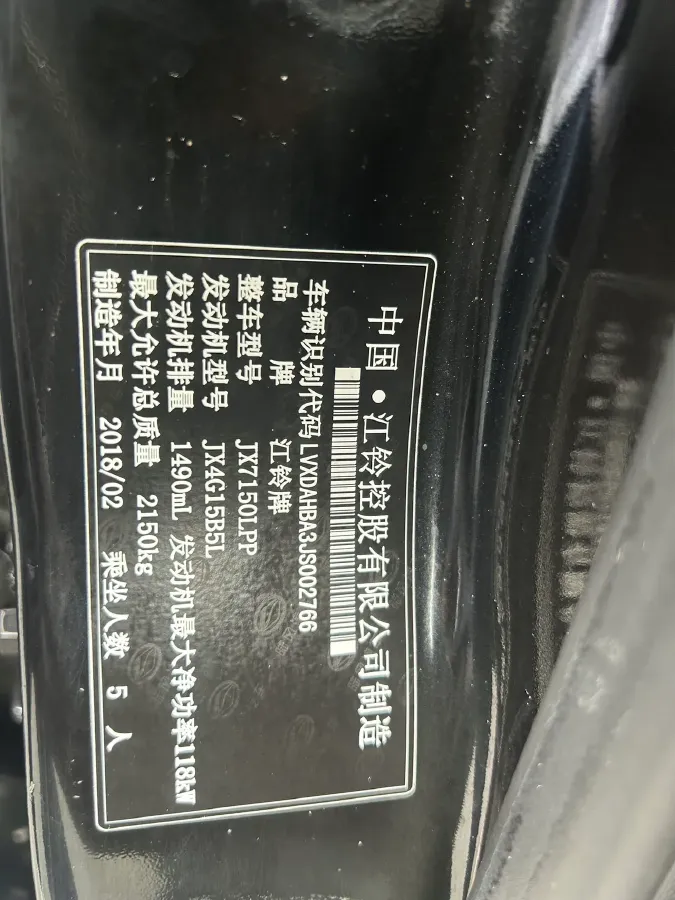 中国·江铃控股有限公司制造
车辆识别代码 LVXDAHBA3JS002766
品 牌 江铃牌
整车型号 JX7150LPP
发动机型号 JX4G15B5L
发动机排量 1490mL 发动机最大净功率118kW
最大允许总质量 2150kg
制造年月 2018/02 乘坐人数 5 人